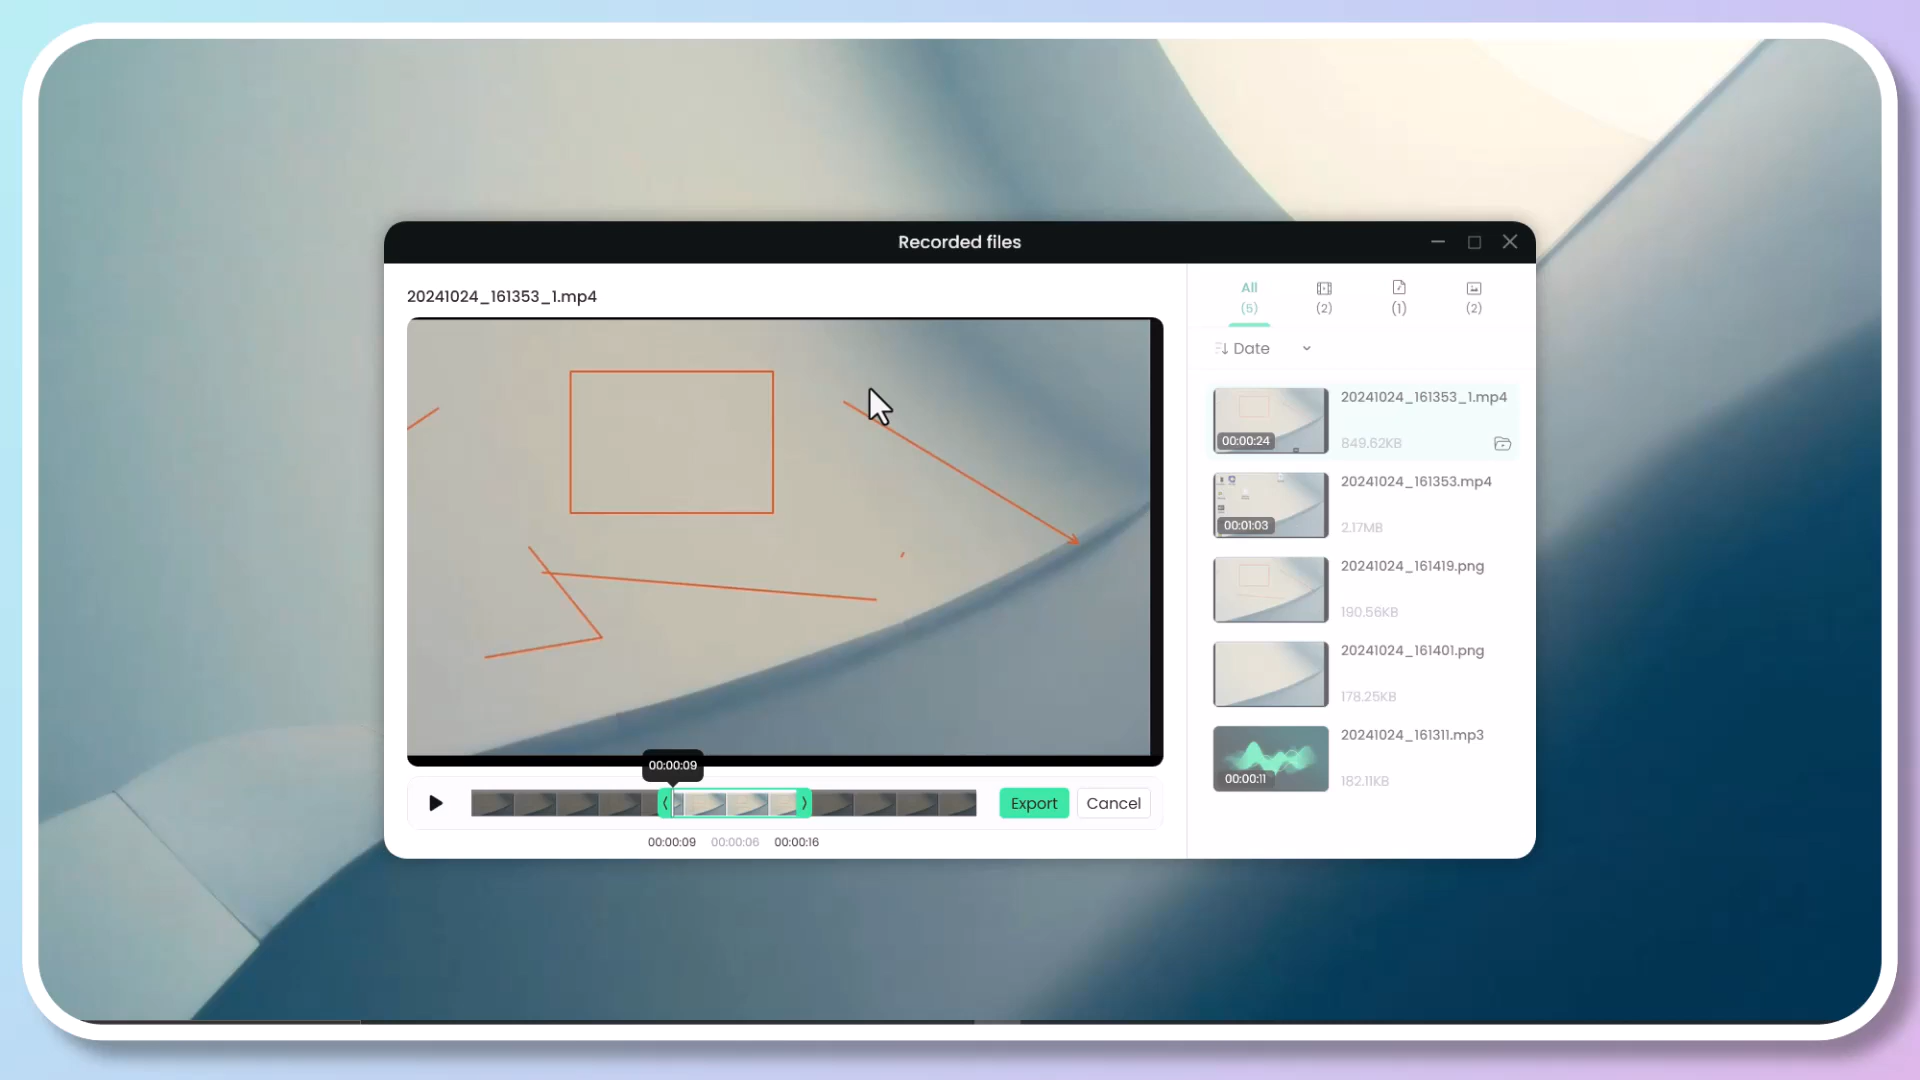 Recorded files
20241024_161353_1.mp4
All
(5)
(2)
(1)
(2)
Date
20241024_161353_1.mp4
00:00:24
849.62KB
20241024_161353.mp4
00:01:03
2.17MB
20241024_161419.png
190.56KB
20241024_161401.png
178.25KB
20241024_161311.mp3
00:00:11
182.11KB
00:00:09
Export
Cancel
00:00:09
00:00:06
00:00:16